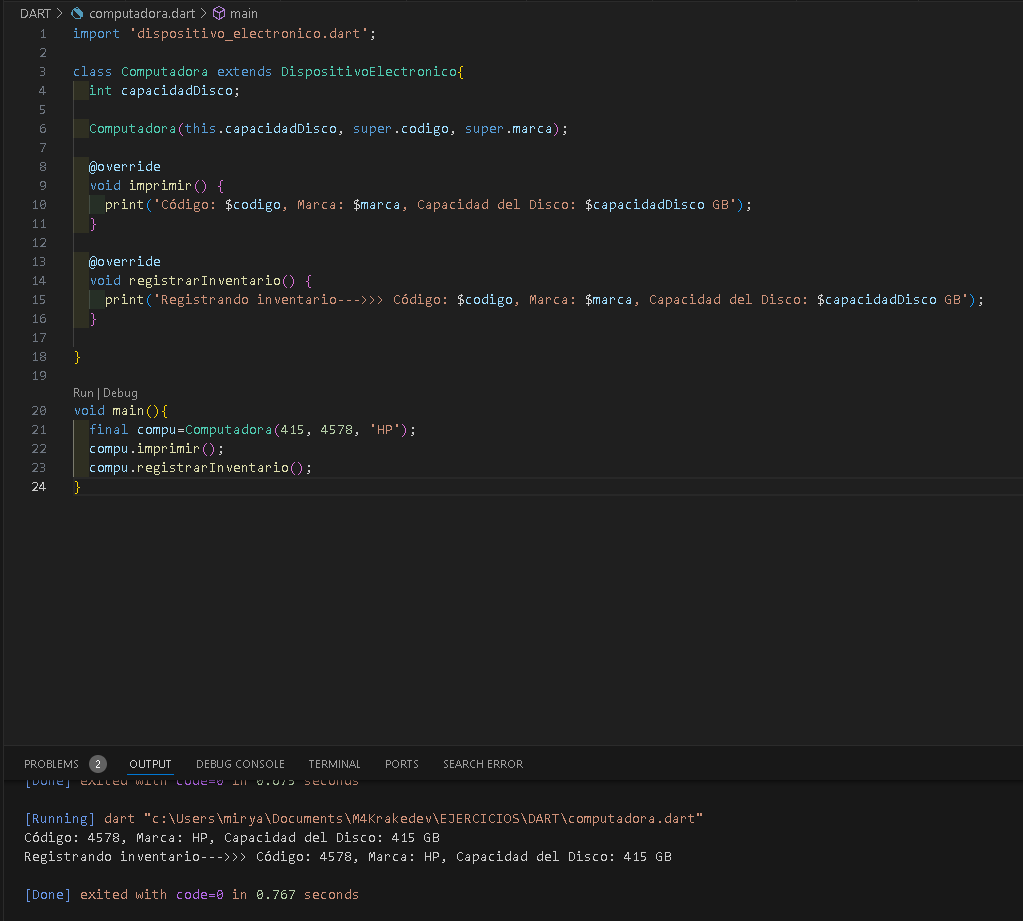 DART > computadora.dart > main
1 import 'dispositivo_electronico.dart';
2
3 class Computadora extends DispositivoElectronico{
4 int capacidadDisco;
5
6 Computadora(this.capacidadDisco, super.codigo, super.marca);
7
8 @override
9 void imprimir() {
10 print('Código: $codigo, Marca: $marca, Capacidad del Disco: $capacidadDisco GB');
11 }
12
13 @override
14 void registrarInventario() {
15 print('Registrando inventario--->>> Código: $codigo, Marca: $marca, Capacidad del Disco: $capacidadDisco GB');
16 }
17
18 }
19
Run | Debug
20 void main(){
21 final compu=Computadora(415, 4578, 'HP');
22 compu.imprimir();
23 compu.registrarInventario();
24 }
PROBLEMS 2 OUTPUT DEBUG CONSOLE TERMINAL PORTS SEARCH ERROR
[Done] exited with code=0 in 0.875 seconds
[Running] dart "c:\Users\mirya\Documents\M4Krakedev\EJERCICIOS\DART\computadora.dart"
Código: 4578, Marca: HP, Capacidad del Disco: 415 GB
Registrando inventario--->>> Código: 4578, Marca: HP, Capacidad del Disco: 415 GB
[Done] exited with code=0 in 0.767 seconds